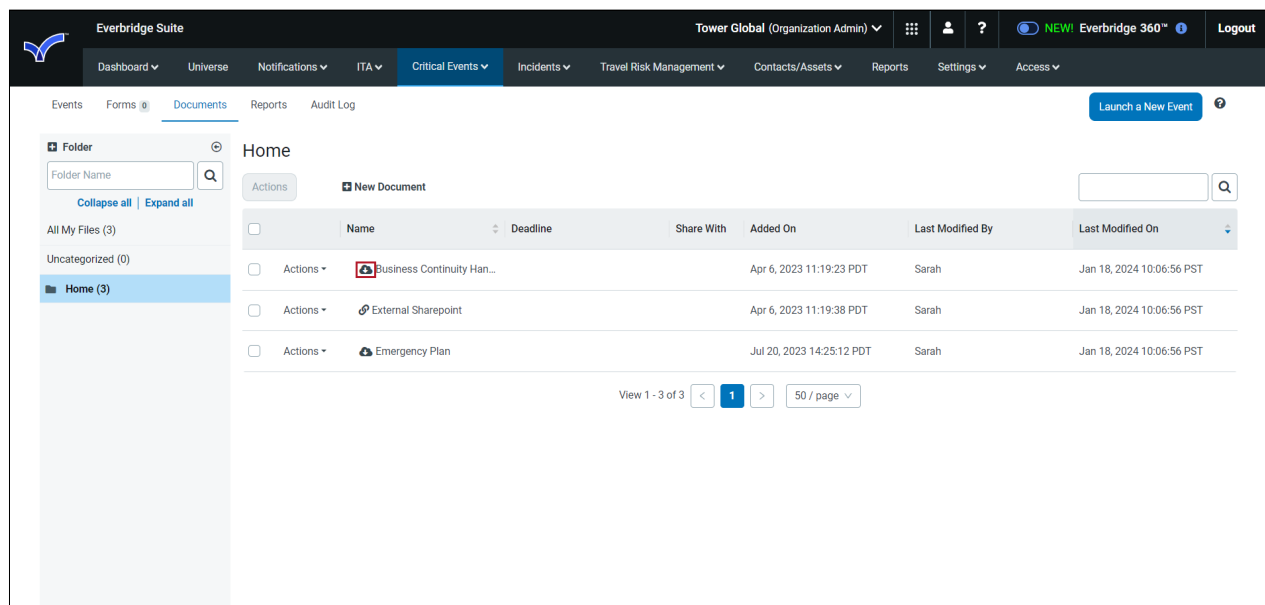 Everbridge Suite
Tower Global (Organization Admin)
?
NEW! Everbridge 360™
Logout
Dashboard Universe Notifications ITA Critical Events Incidents Travel Risk Management Contacts/Assets Reports Settings Access
Events Forms 0 Documents Reports Audit Log
Launch a New Event
Folder
Folder Name
Collapse all | Expand all
All My Files (3)
Uncategorized (0)
Home (3)
Home
Actions New Document
Name Deadline Share With Added On Last Modified By Last Modified On
Actions Business Continuity Han... Apr 6, 2023 11:19:23 PDT Sarah Jan 18, 2024 10:06:56 PST
Actions External Sharepoint Apr 6, 2023 11:19:38 PDT Sarah Jan 18, 2024 10:06:56 PST
Actions Emergency Plan Jul 20, 2023 14:25:12 PDT Sarah Jan 18, 2024 10:06:56 PST
View 1 - 3 of 3 < 1 > 50 / page